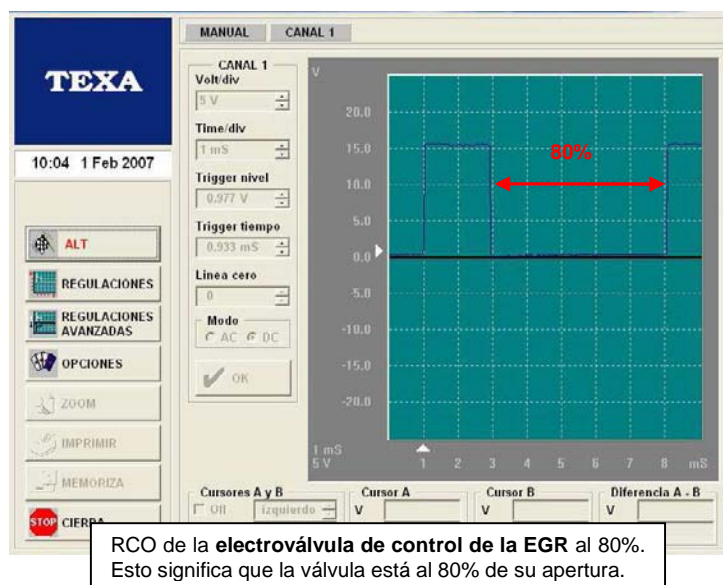 MANUAL CANAL 1
TEXA
10:04 1 Feb 2007
ALT
REGULACIONES
REGULACIONES
AVANZADAS
OPCIONES
ZOOM
IMPRIMIR
MEMORIZA
STOP CIERRA
CANAL 1
Volt/div
5 V
Time/div
1 mS
Trigger nivel
0.977 V
Trigger tiempo
0.933 mS
Linea cero
0
Modo
AC DC
OK
V
20.0
15.0
10.0
5.0
0.0
-5.0
-10.0
-15.0
-20.0
80%
1 mS
5 V
1 2 3 4 5 6 7 8 mS
Cursores A y B
Off izquierdo
Cursor A
V
Cursor B
V
Diferencia A - B
V
RCO de la electroválvula de control de la EGR al 80%.
Esto significa que la válvula está al 80% de su apertura.